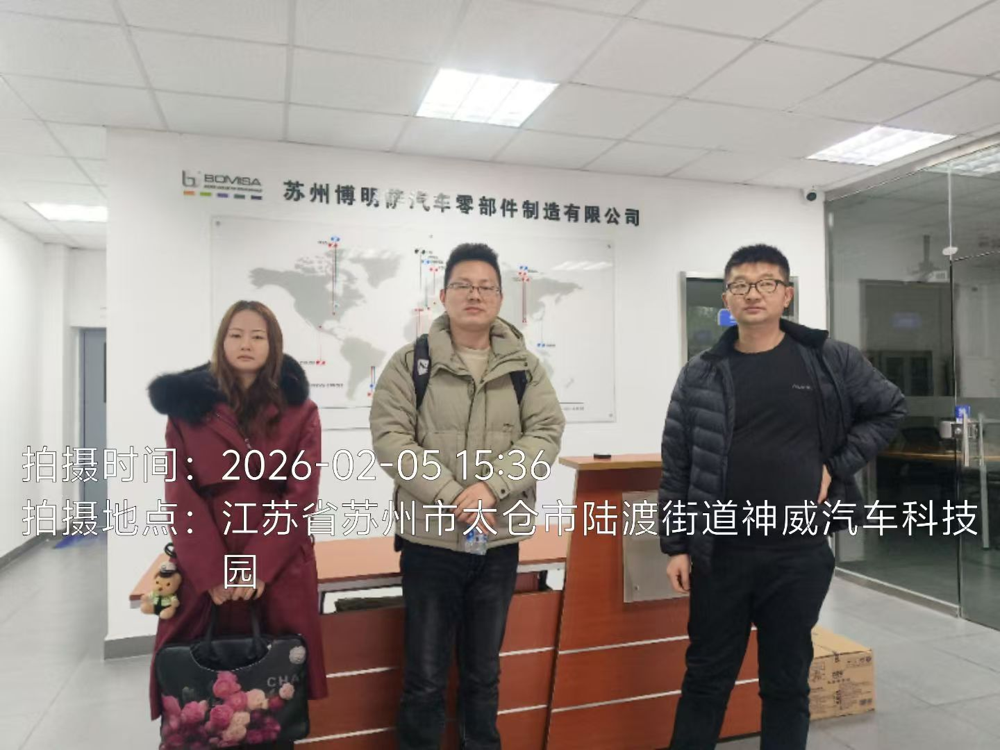 BOMISA
苏州博明萨汽车零部件制造有限公司
拍摄时间：2026-02-05 15:36
拍摄地点：江苏省苏州市太仓市陆渡街道神威汽车科技
园
CHA